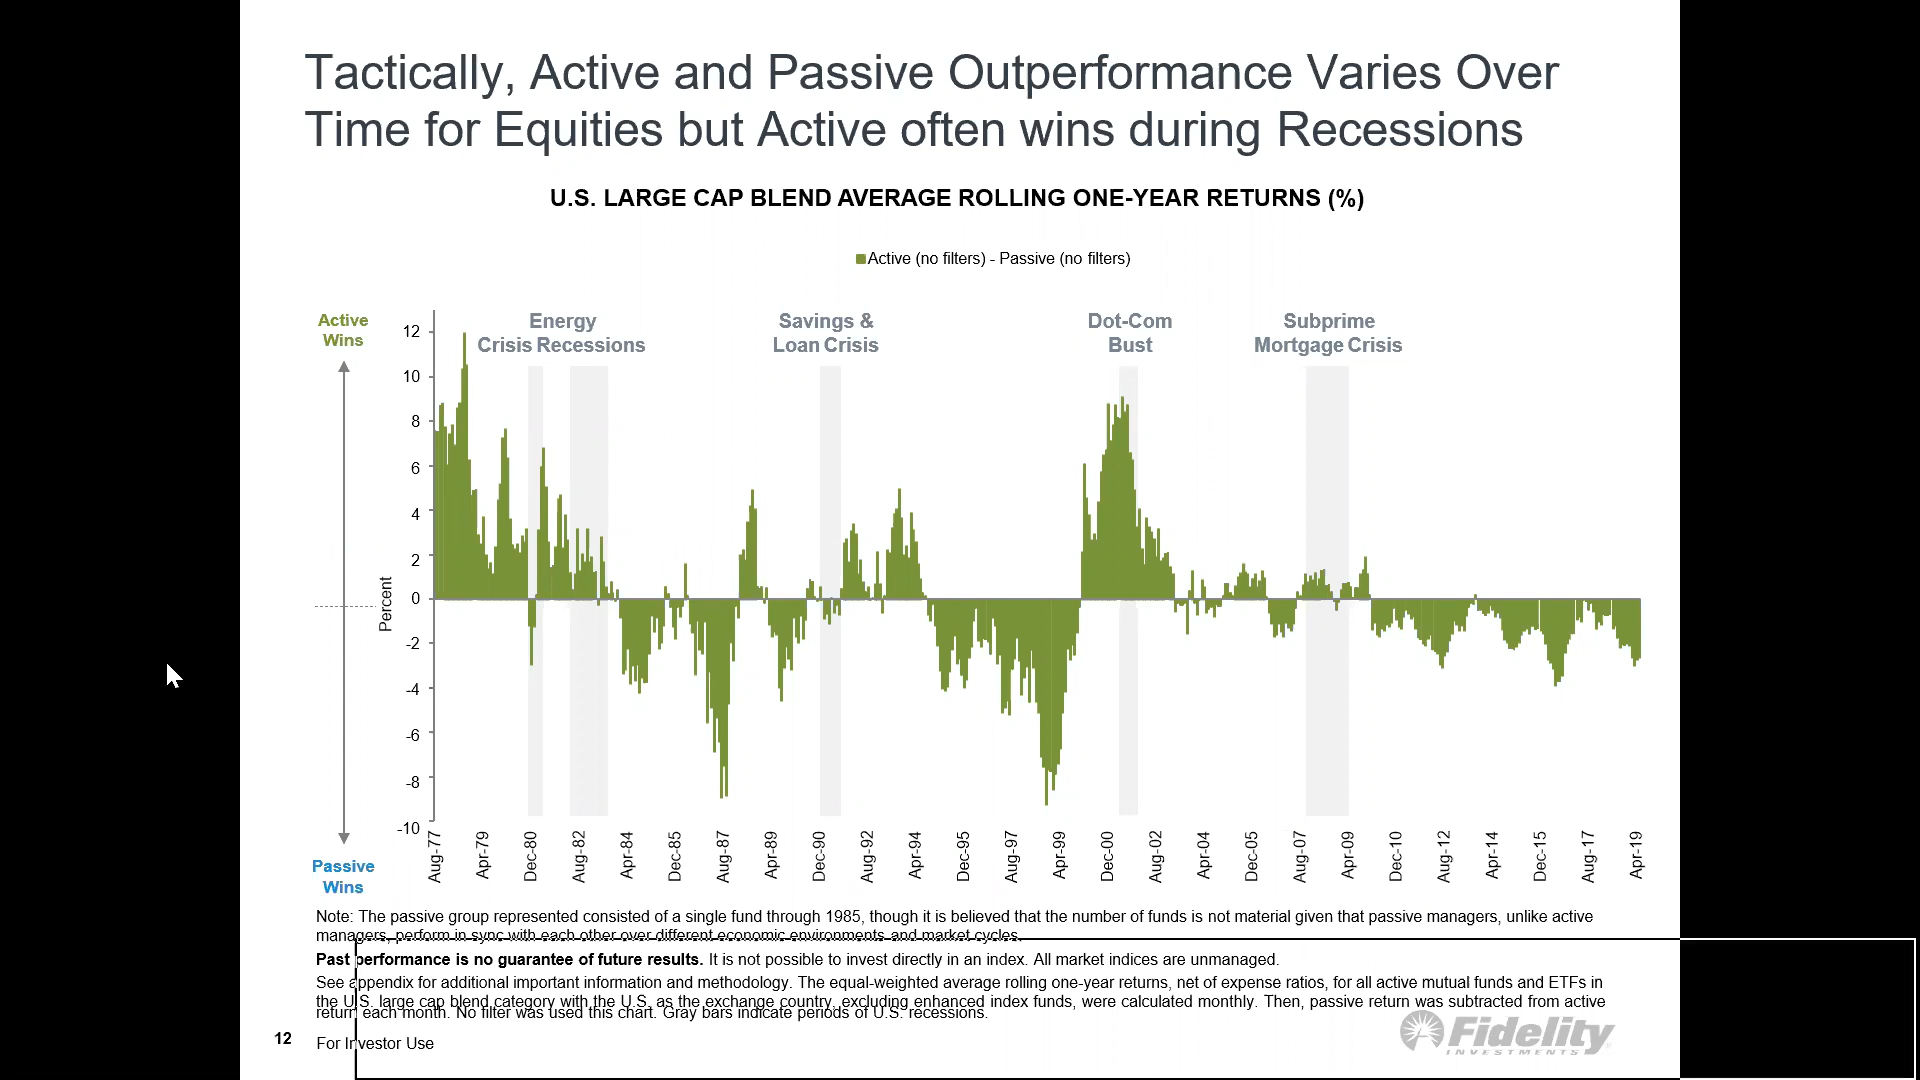 Tactically, Active and Passive Outperformance Varies Over
Time for Equities but Active often wins during Recessions
U.S. LARGE CAP BLEND AVERAGE ROLLING ONE-YEAR RETURNS (%)
Active (no filters) - Passive (no filters)
Active
Wins
Energy
Crisis Recessions
Savings &
Loan Crisis
Dot-Com
Bust
Subprime
Mortgage Crisis
12
10
8
6
4
2
0
-2
-4
-6
-8
-10
Percent
Passive
Wins
Aug-77
Apr-79
Dec-80
Aug-82
Apr-84
Dec-85
Aug-87
Apr-89
Dec-90
Aug-92
Apr-94
Dec-95
Aug-97
Apr-99
Dec-00
Aug-02
Apr-04
Dec-05
Aug-07
Apr-09
Dec-10
Aug-12
Apr-14
Dec-15
Aug-17
Apr-19
Note: The passive group represented consisted of a single fund through 1985, though it is believed that the number of funds is not material given that passive managers, unlike active
managers, perform in sync with each other over different economic environments and market cycles.
Past performance is no guarantee of future results. It is not possible to invest directly in an index. All market indices are unmanaged.
See appendix for additional important information and methodology. The equal-weighted average rolling one-year returns, net of expense ratios, for all active mutual funds and ETFs in
the U.S. large cap blend category with the U.S. as the exchange country, excluding enhanced index funds, were calculated monthly. Then, passive return was subtracted from active
return each month. No filter was used this chart. Gray bars indicate periods of U.S. recessions.
12
For Investor Use
Fidelity
INVESTMENTS